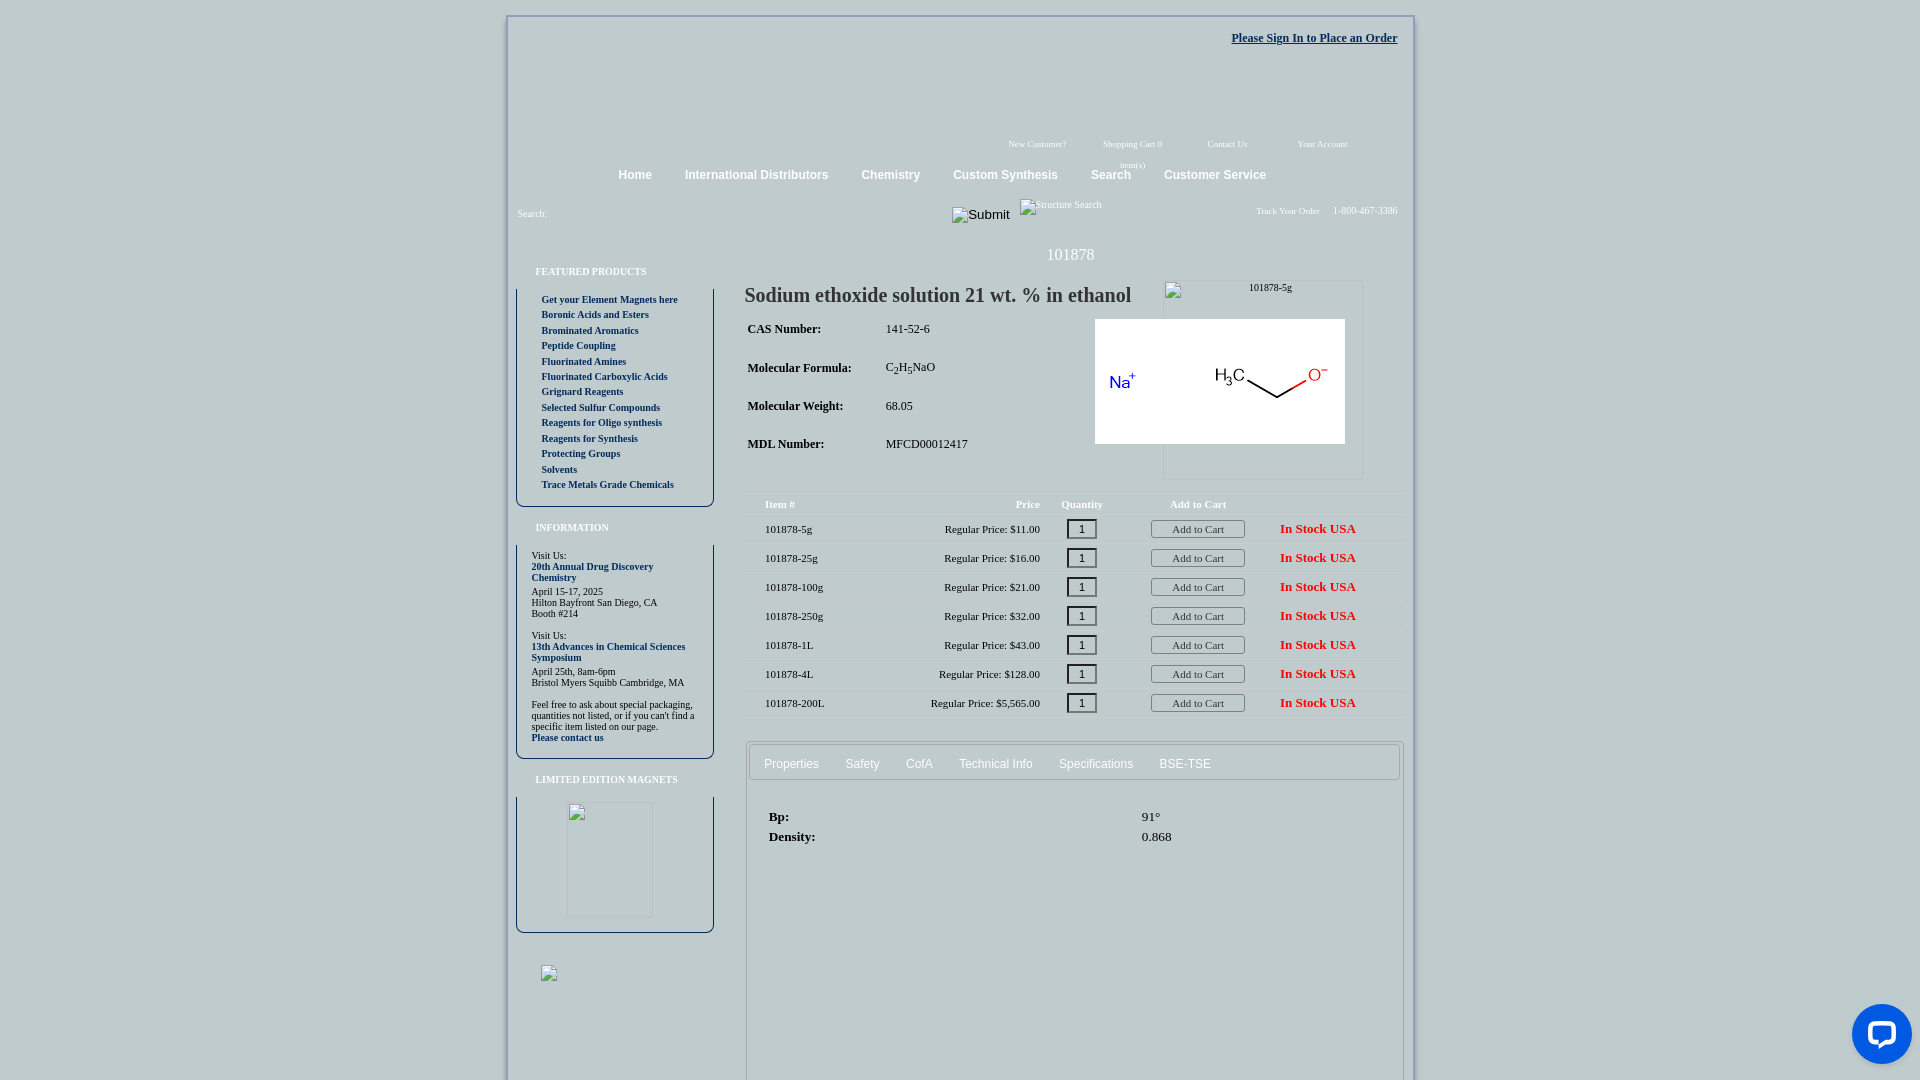 Please Sign In to Place an Order
New Customer?
Shopping Cart 0 item(s)
Contact Us
Your Account
Home
International Distributors
Chemistry
Custom Synthesis
Search
Customer Service
Search:
Submit
Structure Search
Track Your Order
1-800-467-3386
101878
FEATURED PRODUCTS
Get your Element Magnets here
Boronic Acids and Esters
Brominated Aromatics
Peptide Coupling
Fluorinated Amines
Fluorinated Carboxylic Acids
Grignard Reagents
Selected Sulfur Compounds
Reagents for Oligo synthesis
Reagents for Synthesis
Protecting Groups
Solvents
Trace Metals Grade Chemicals
INFORMATION
Visit Us:
20th Annual Drug Discovery
Chemistry
April 15-17, 2025
Hilton Bayfront San Diego, CA
Booth #214
Visit Us:
13th Advances in Chemical Sciences
Symposium
April 25th, 8am-6pm
Bristol Myers Squibb Cambridge, MA
Feel free to ask about special packaging,
quantities not listed, or if you can't find a
specific item listed on our page.
Please contact us
LIMITED EDITION MAGNETS
Sodium ethoxide solution 21 wt. % in ethanol
101878-5g
CAS Number: 141-52-6
Molecular Formula: C2H5NaO
Molecular Weight: 68.05
MDL Number: MFCD00012417
Na+ H3C O−
Item # Price Quantity Add to Cart
101878-5g Regular Price: $11.00 1 Add to Cart In Stock USA
101878-25g Regular Price: $16.00 1 Add to Cart In Stock USA
101878-100g Regular Price: $21.00 1 Add to Cart In Stock USA
101878-250g Regular Price: $32.00 1 Add to Cart In Stock USA
101878-1L Regular Price: $43.00 1 Add to Cart In Stock USA
101878-4L Regular Price: $128.00 1 Add to Cart In Stock USA
101878-200L Regular Price: $5,565.00 1 Add to Cart In Stock USA
Properties Safety CofA Technical Info Specifications BSE-TSE
Bp: 91°
Density: 0.868